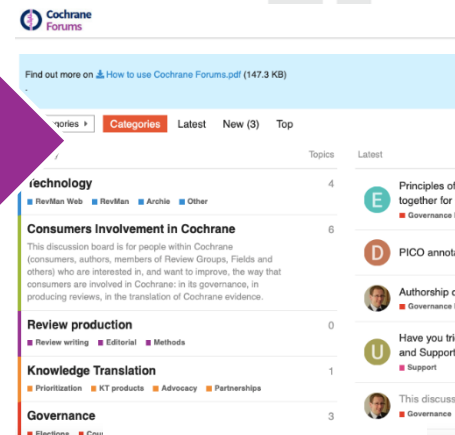 Cochrane
Forums
Find out more on How to use Cochrane Forums.pdf (147.3 KB)
.
Categories Latest New (3) Top
Topics Latest
Technology 4
RevMan Web RevMan Archie Other
Consumers Involvement in Cochrane 6
This discussion board is for people within Cochrane
(consumers, authors, members of Review Groups, Fields and
others) who are interested in, and want to improve, the way that
consumers are involved in Cochrane: in its governance, in
producing reviews, in the translation of Cochrane evidence.
Review production 0
Review writing Editorial Methods
Knowledge Translation 1
Prioritization KT products Advocacy Partnerships
Governance 3
Elections
E
Principles of
together for
Governance
D
PICO
Authorship
Governance
U
Have you
and Support
Support
This
Governance